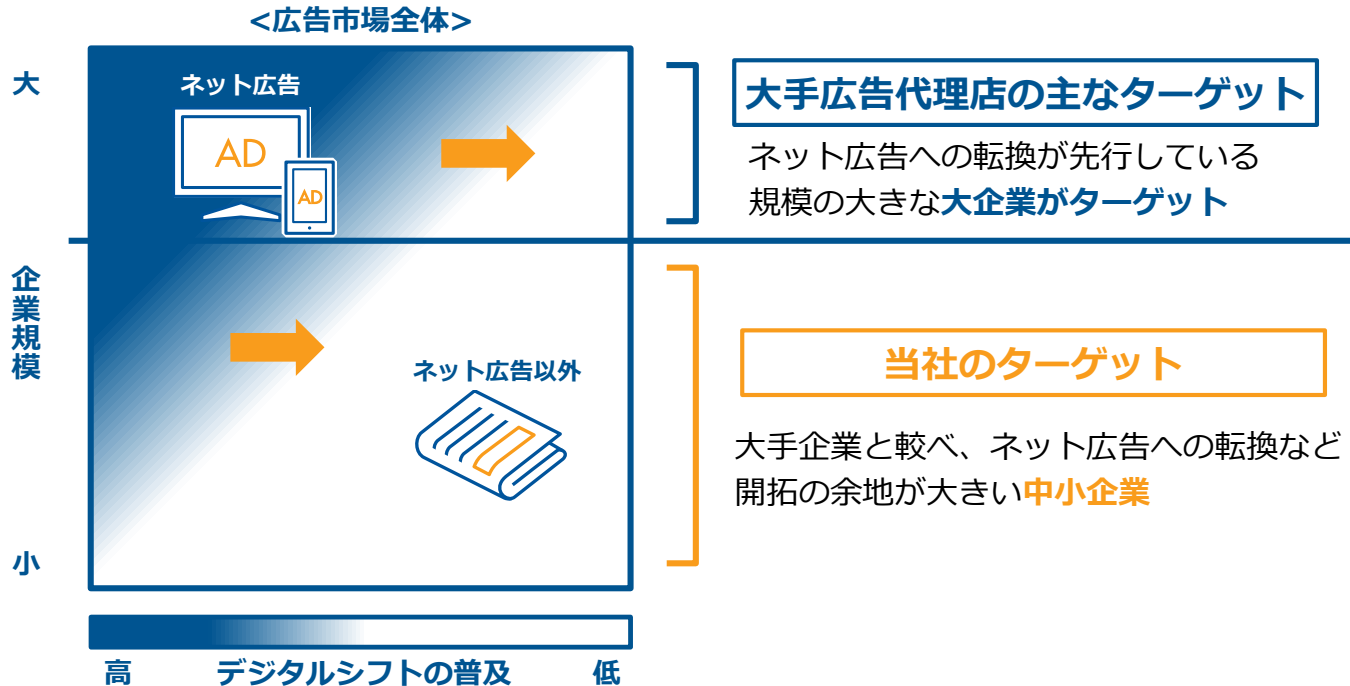 <広告市場全体>
大
ネット広告
AD
AD
大手広告代理店の主なターゲット
ネット広告への転換が先行している
規模の大きな大企業がターゲット
企業規模
ネット広告以外
当社のターゲット
大手企業と較べ、ネット広告への転換など
開拓の余地が大きい中小企業
小
高
デジタルシフトの普及
低